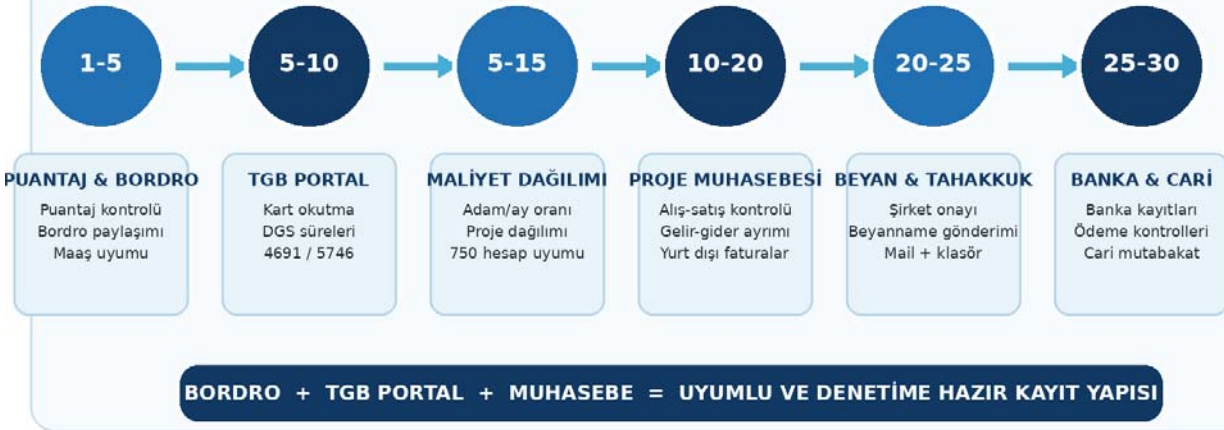 1-5
5-10
5-15
10-20
20-25
25-30
PUANTAJ & BORDRO
Puantaj kontrolü
Bordro paylaşımı
Maaş uyumu
TGB PORTAL
Kart okutma
DGS süreleri
4691 / 5746
MALİYET DAĞILIMI
Adam/ay oranı
Proje dağılımı
750 hesap uyumu
PROJE MUHASEBESİ
Alış-satış kontrolü
Gelir-gider ayrımı
Yurt dışı faturalar
BEYAN & TAHAKKUK
Şirket onayı
Beyanname gönderimi
Mail + klasör
BANKA & CARİ
Banka kayıtları
Ödeme kontrolleri
Cari mutabakat
BORDRO + TGB PORTAL + MUHASEBE = UYUMLU VE DENETİME HAZIR KAYIT YAPISI